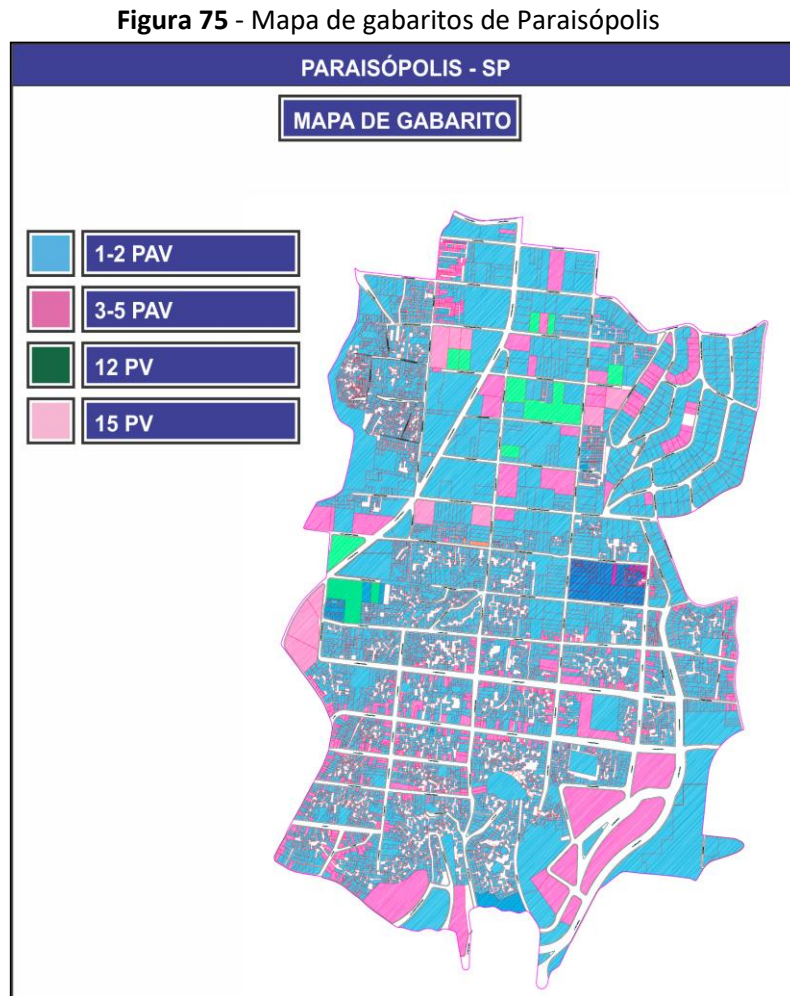 Figura 75 - Mapa de gabaritos de Paraisópolis
PARAISÓPOLIS - SP
MAPA DE GABARITO
1-2 PAV
3-5 PAV
12 PV
15 PV